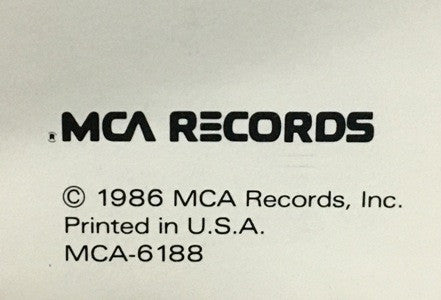 ® MCA RECORDS
© 1986 MCA Records, Inc.
Printed in U.S.A.
MCA-6188